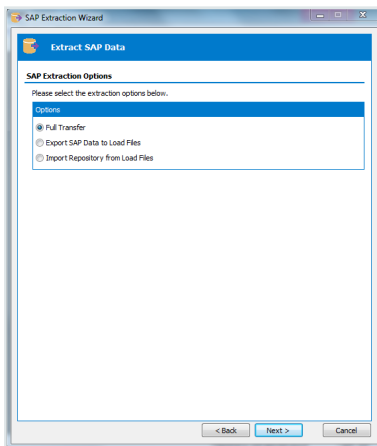 SAP Extraction Wizard
Extract SAP Data
SAP Extraction Options
Please select the extraction options below.
Options
Full Transfer
Export SAP Data to Load Files
Import Repository from Load Files
< Back
Next >
Cancel